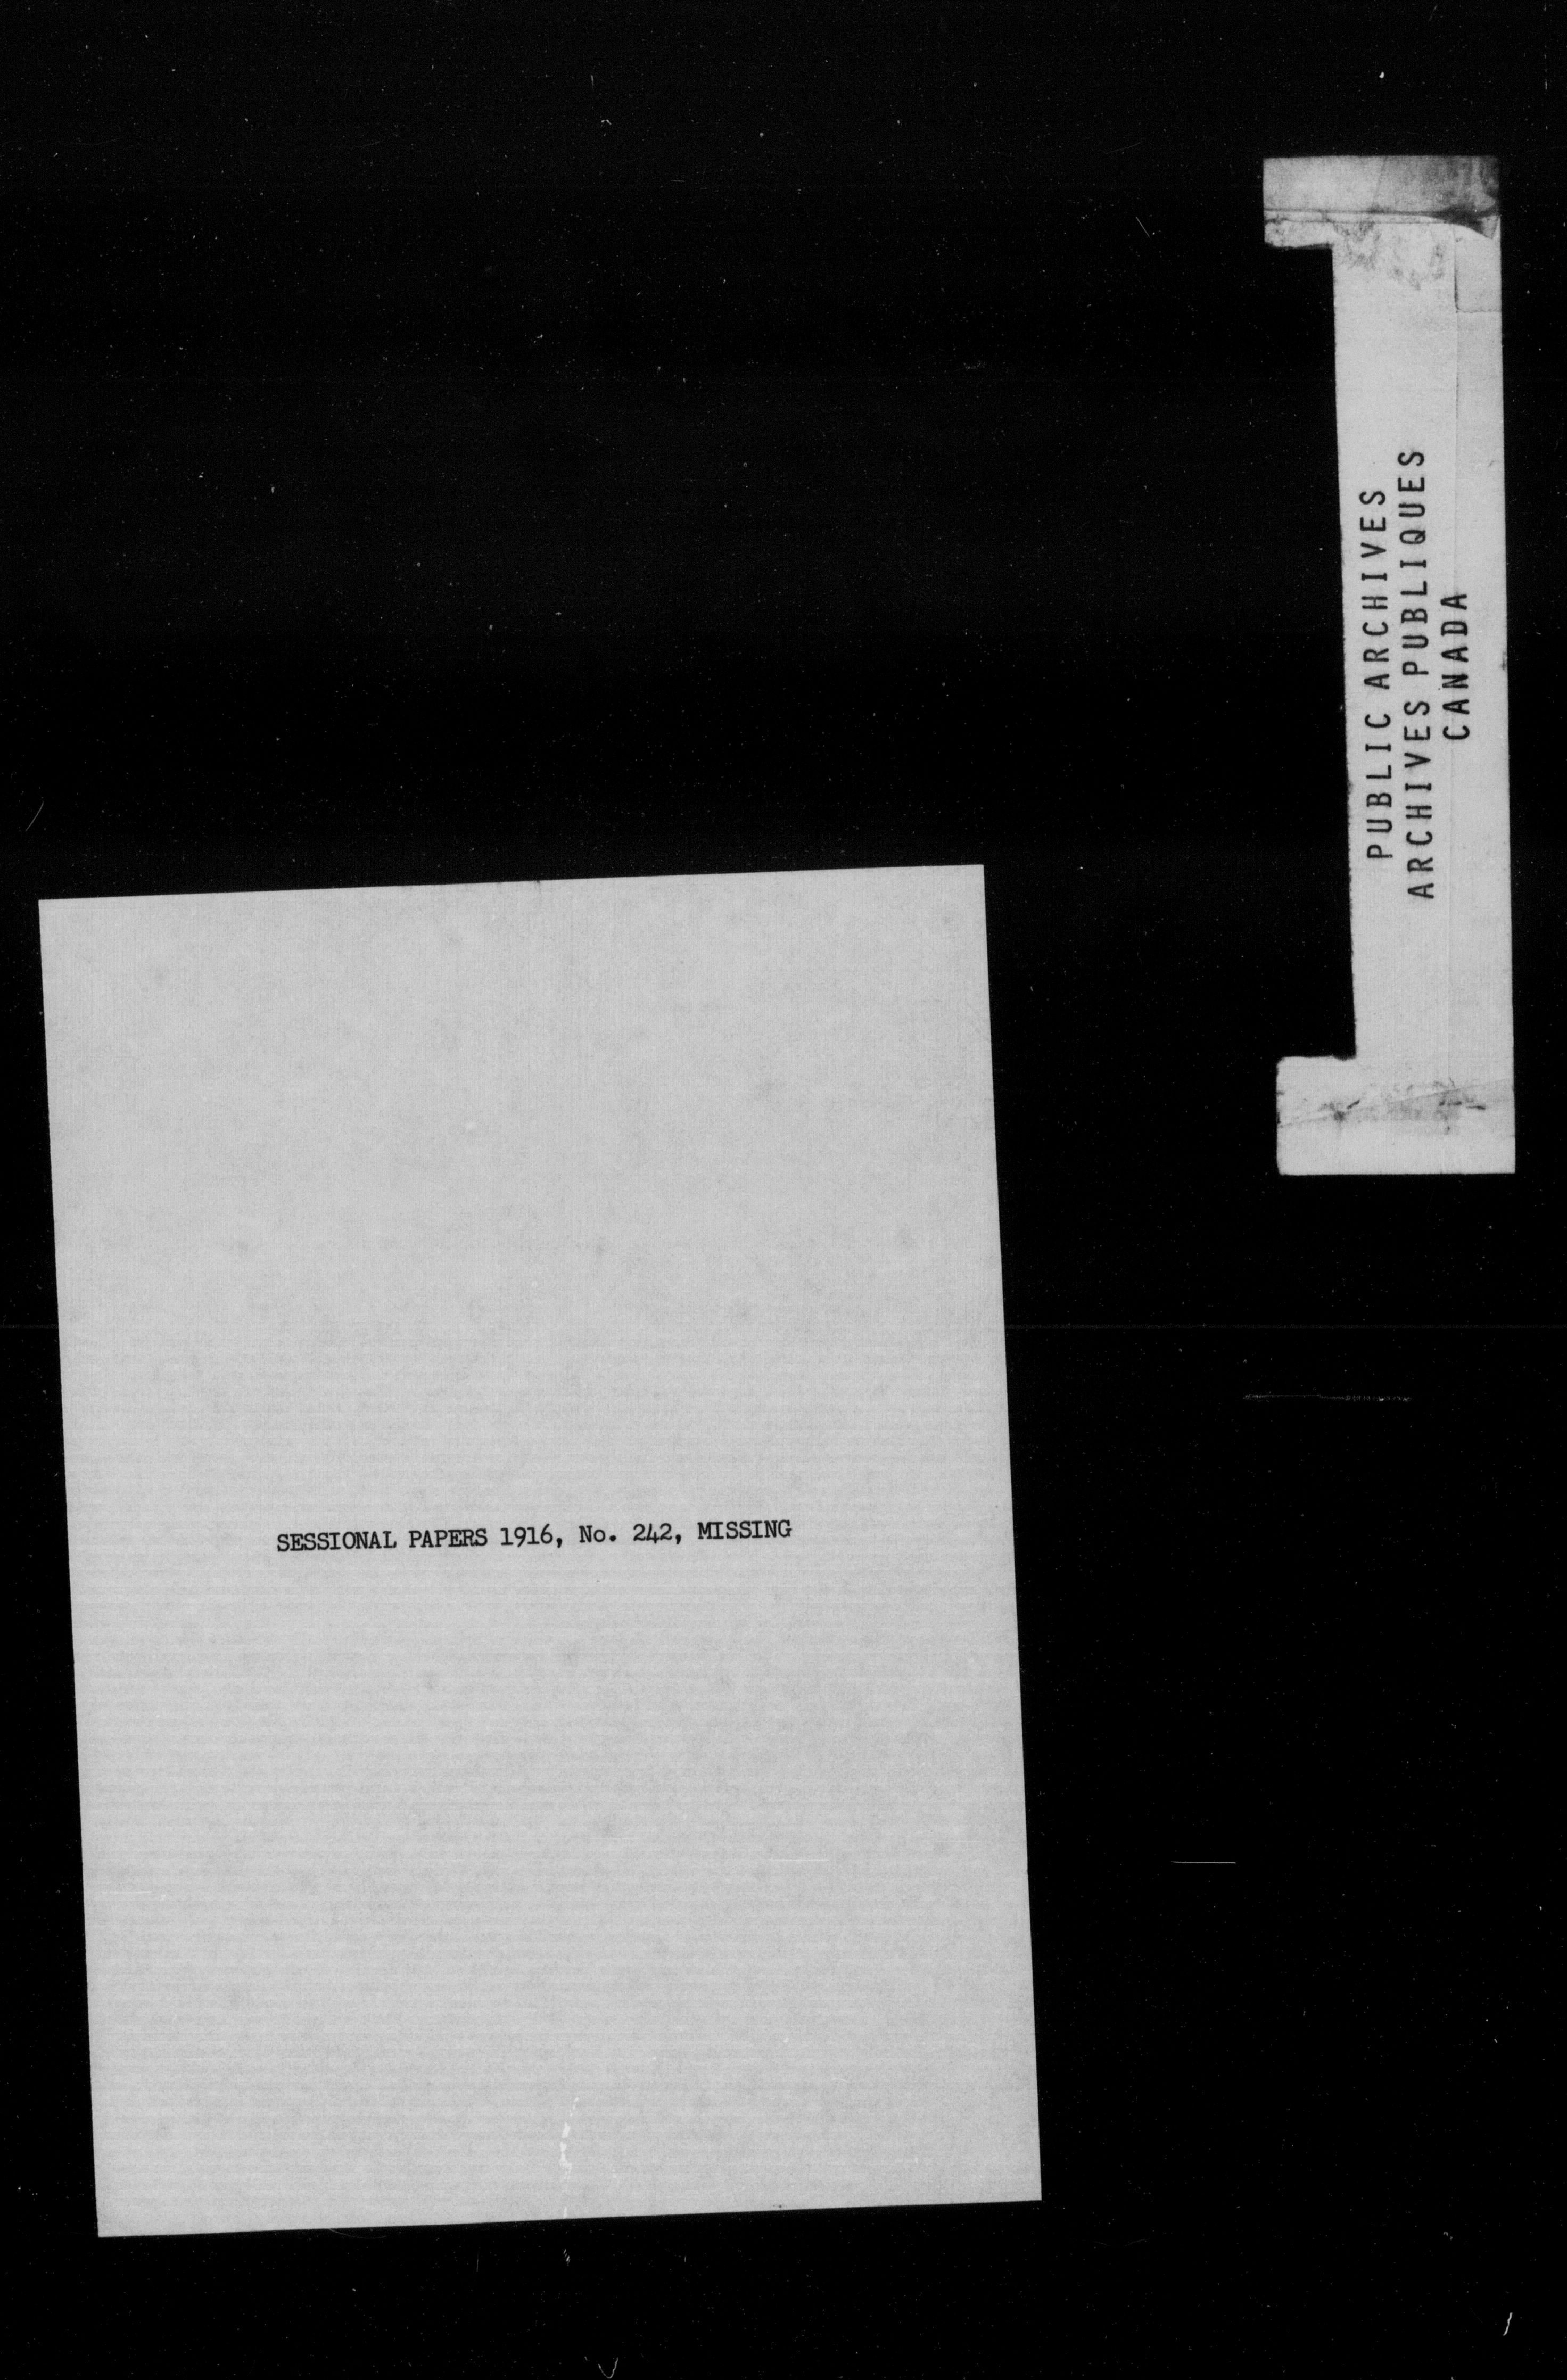 PUBLIC ARCHIVES
ARCHIVES PUBLIQUES
CANADA
SESSIONAL PAPERS 1916, No. 242, MISSING